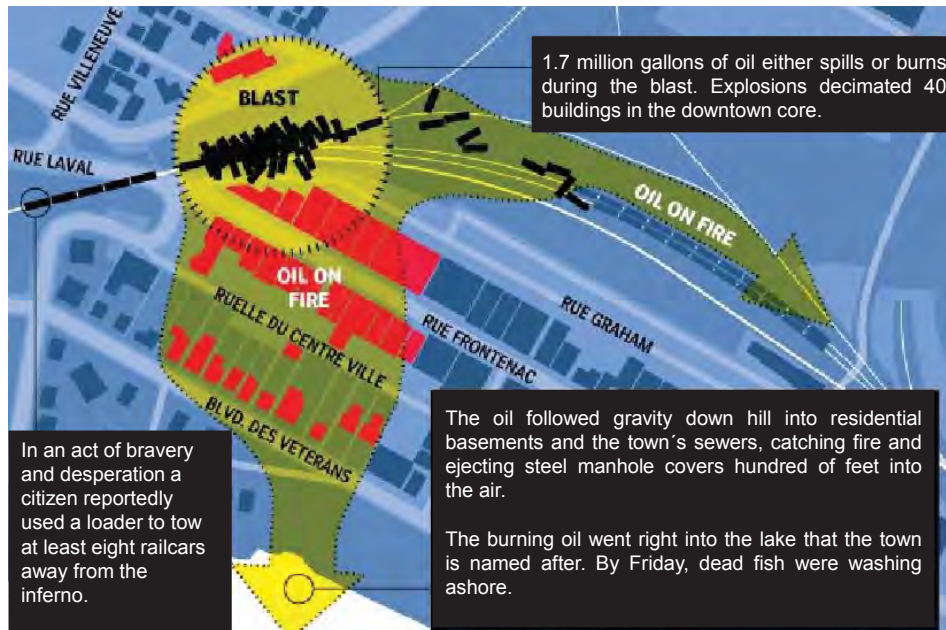 1.7 million gallons of oil either spills or burns
during the blast. Explosions decimated 40
buildings in the downtown core.
RUE VILLENEUVE
BLAST
RUE LAVAL
OIL ON FIRE
OIL ON
FIRE
RUE GRAHAM
RUELLE DU CENTRE VILLE
RUE FRONTENAC
BLVD. DES VETERANS
In an act of bravery
and desperation a
citizen reportedly
used a loader to tow
at least eight railcars
away from the
inferno.
The oil followed gravity down hill into residential
basements and the town´s sewers, catching fire and
ejecting steel manhole covers hundred of feet into
the air.
The burning oil went right into the lake that the town
is named after. By Friday, dead fish were washing
ashore.